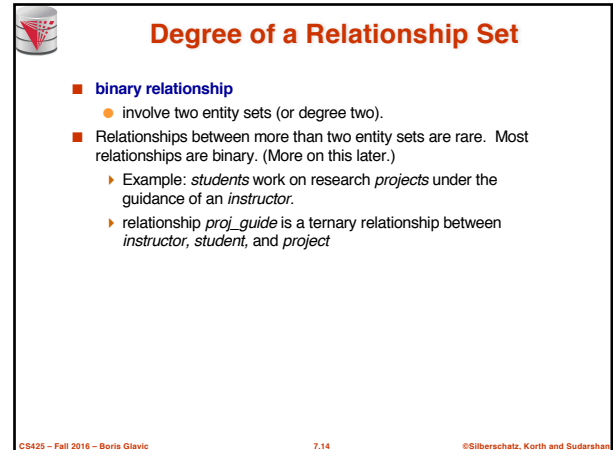 Degree of a Relationship Set
binary relationship
involve two entity sets (or degree two).
Relationships between more than two entity sets are rare. Most
relationships are binary. (More on this later.)
Example: students work on research projects under the
guidance of an instructor.
relationship proj_guide is a ternary relationship between
instructor, student, and project
CS425 – Fall 2016 – Boris Glavic
7.14
©Silberschatz, Korth and Sudarshan